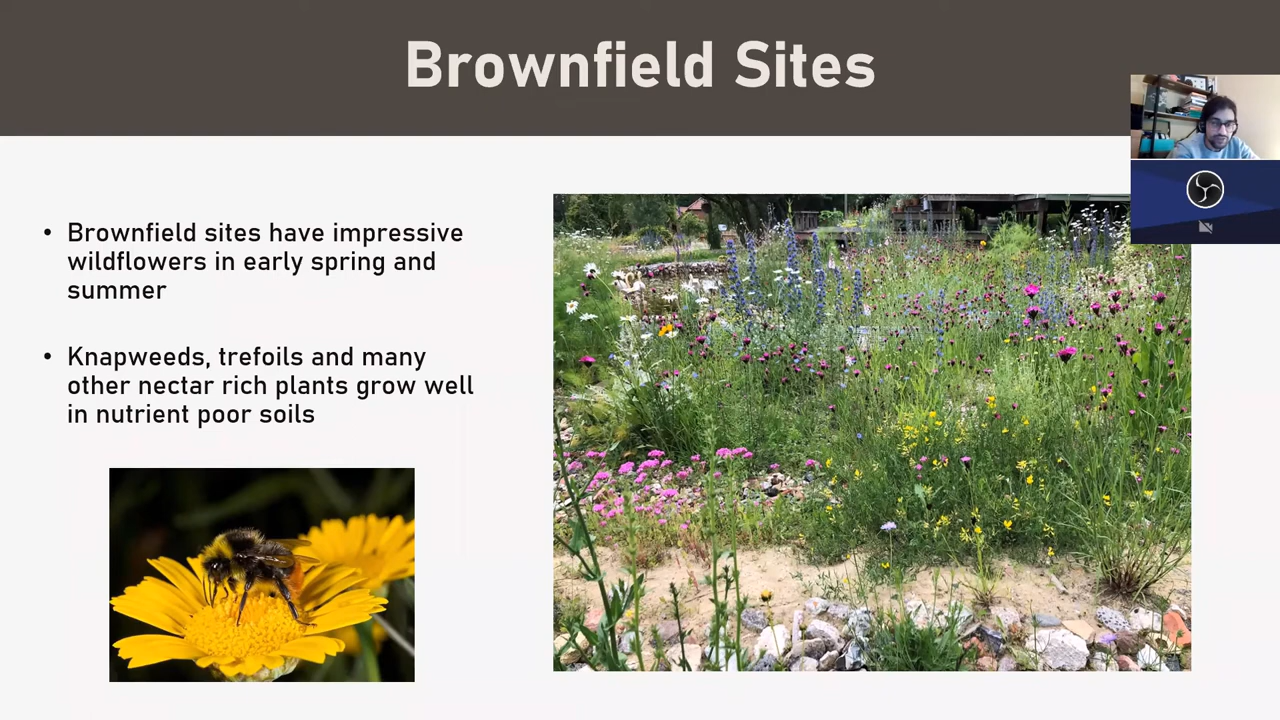 Brownfield Sites
• Brownfield sites have impressive
wildflowers in early spring and
summer
• Knapweeds, trefoils and many
other nectar rich plants grow well
in nutrient poor soils